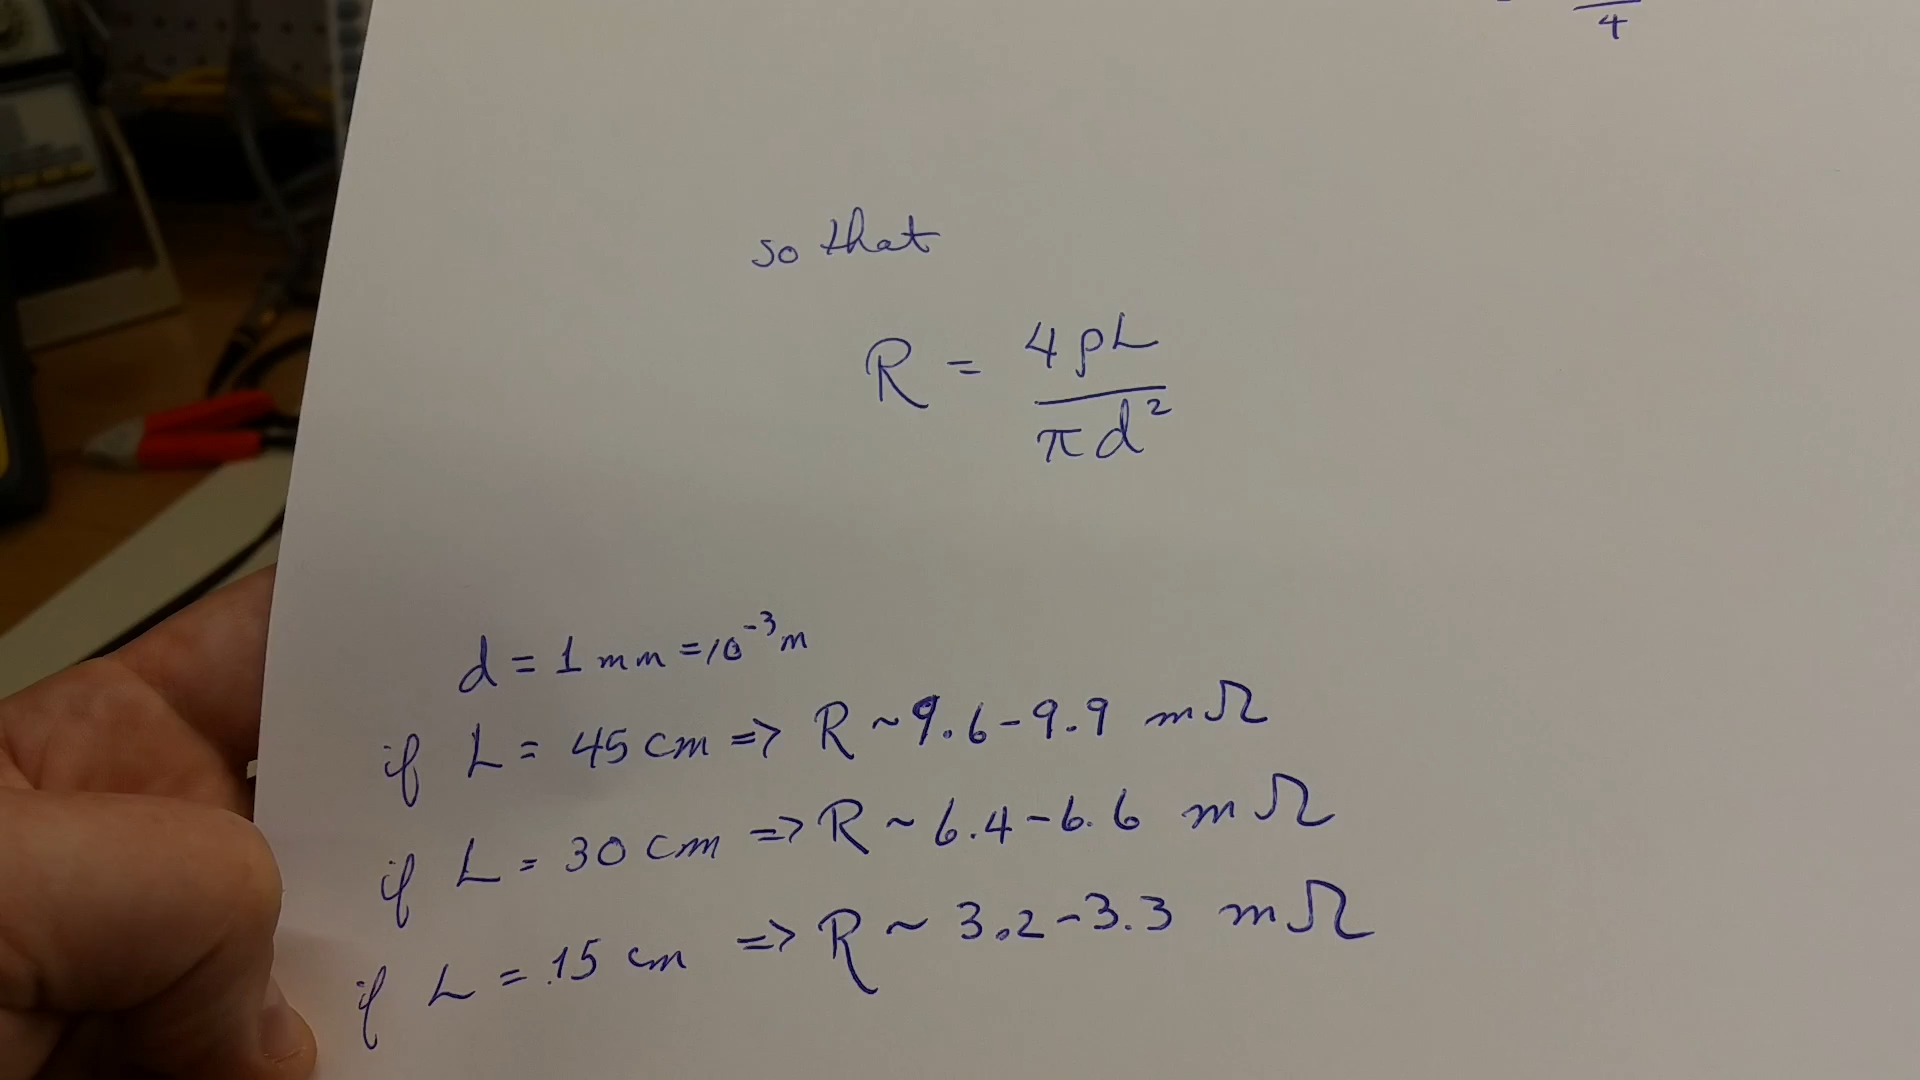 4
so that
R = 4ρL / πd²
d = 1 mm = 10⁻³ m
if L = 45 cm => R ~ 9.6 - 9.9 mΩ
if L = 30 cm => R ~ 6.4 - 6.6 mΩ
if L = .15 cm => R ~ 3.2 - 3.3 mΩ